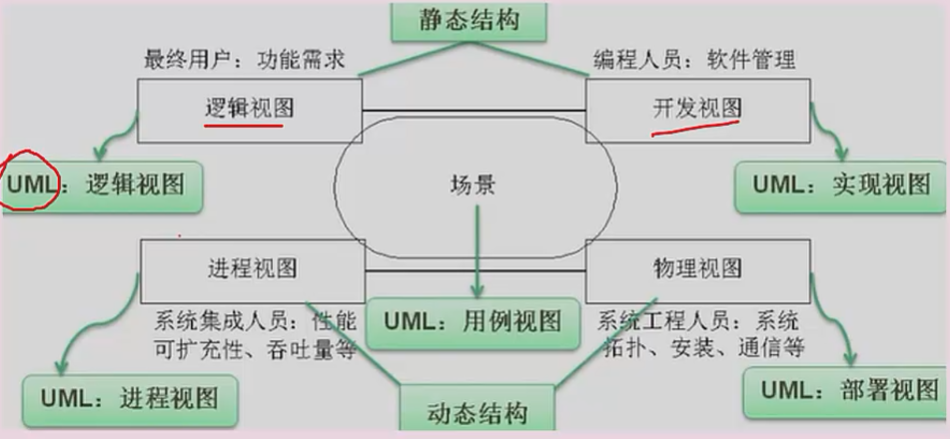 静态结构
最终用户：功能需求
编程人员：软件管理
逻辑视图
开发视图
UML：逻辑视图
场景
UML：实现视图
进程视图
物理视图
系统集成人员：性能
可扩充性、吞吐量等
UML：用例视图
系统工程人员：系统
拓扑、安装、通信等
UML：进程视图
动态结构
UML：部署视图